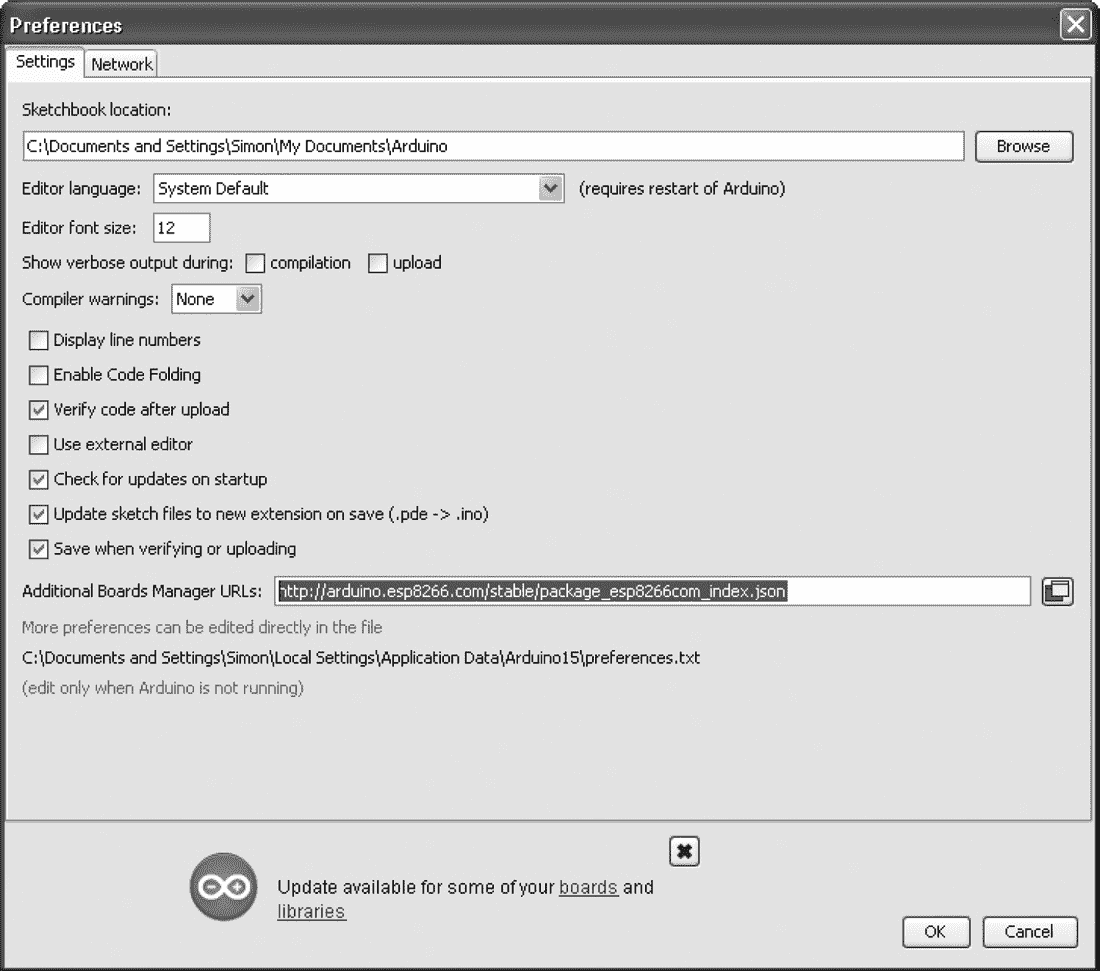 Preferences
Settings
Network
Sketchbook location:
C:\Documents and Settings\Simon\My Documents\Arduino
Browse
Editor language: System Default (requires restart of Arduino)
Editor font size: 12
Show verbose output during: compilation upload
Compiler warnings: None
Display line numbers
Enable Code Folding
Verify code after upload
Use external editor
Check for updates on startup
Update sketch files to new extension on save (.pde -> .ino)
Save when verifying or uploading
Additional Boards Manager URLs: http://arduino.esp8266.com/stable/package_esp8266com_index.json
More preferences can be edited directly in the file
C:\Documents and Settings\Simon\Local Settings\Application Data\Arduino15\preferences.txt
(edit only when Arduino is not running)
Update available for some of your boards and
libraries
OK
Cancel